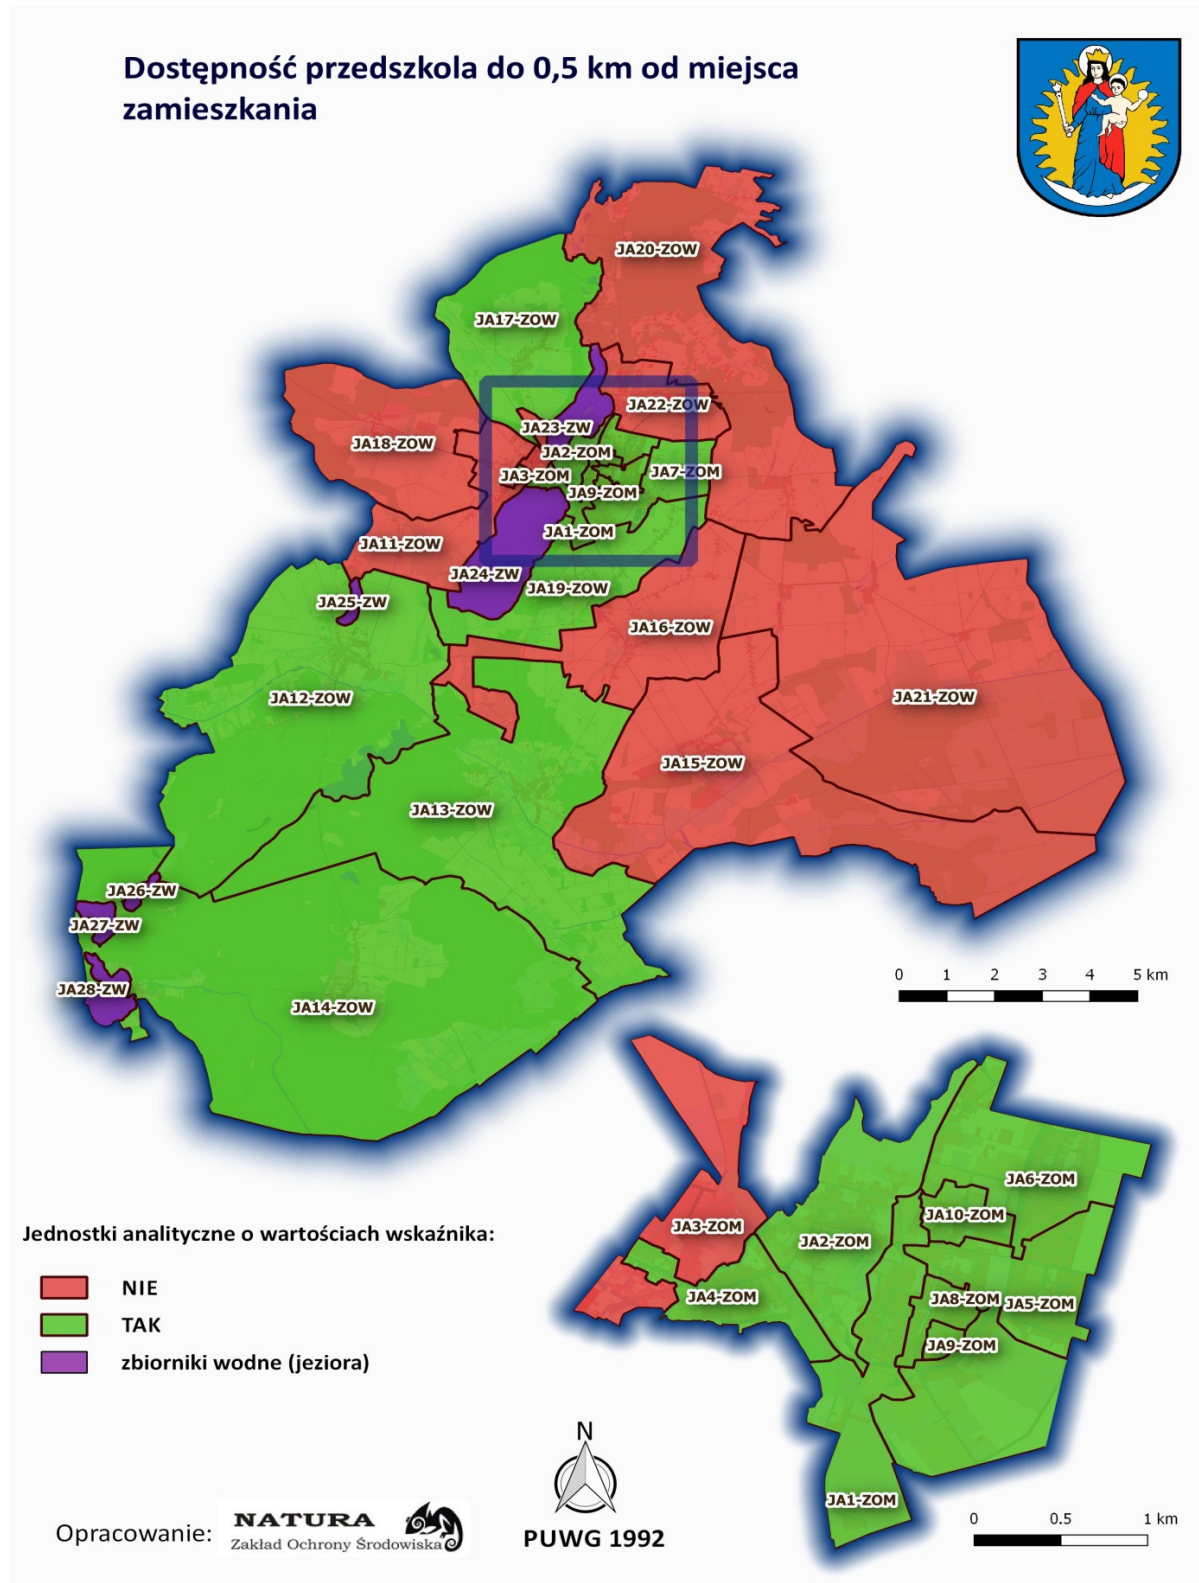 Dostępność przedszkola do 0,5 km od miejsca
zamieszkania
JA20-ZOW
JA17-ZOW
JA22-ZOW
JA23-ZW
JA18-ZOW
JA2-ZOM
JA3-ZOM
JA7-ZOM
JA9-ZOM
JA1-ZOM
JA11-ZOW
JA24-ZW
JA19-ZOW
JA25-ZW
JA16-ZOW
JA12-ZOW
JA21-ZOW
JA15-ZOW
JA13-ZOW
JA26-ZW
JA27-ZW
JA28-ZW
JA14-ZOW
0 1 2 3 4 5 km
JA6-ZOM
JA10-ZOM
JA3-ZOM
JA2-ZOM
JA4-ZOM
JA8-ZOM
JA5-ZOM
JA9-ZOM
JA1-ZOM
0 0.5 1 km
Jednostki analityczne o wartościach wskaźnika:
NIE
TAK
zbiorniki wodne (jeziora)
N
PUWG 1992
Opracowanie:
NATURA
Zakład Ochrony Środowiska